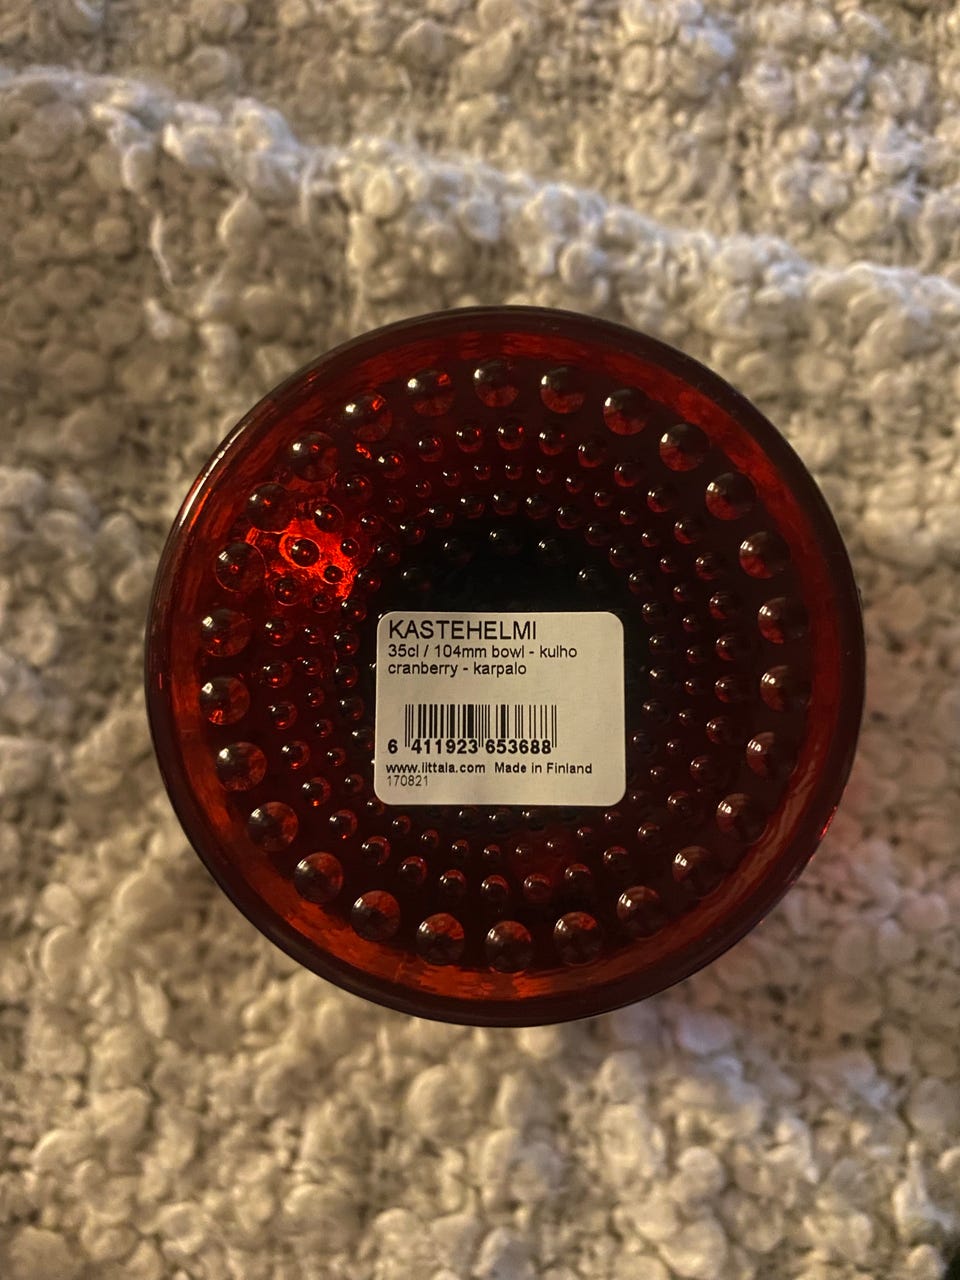 KASTEHELMI
35cl / 104mm bowl - kulho
cranberry - karpalo
6 411923 653688
www.iittala.com Made in Finland
170821